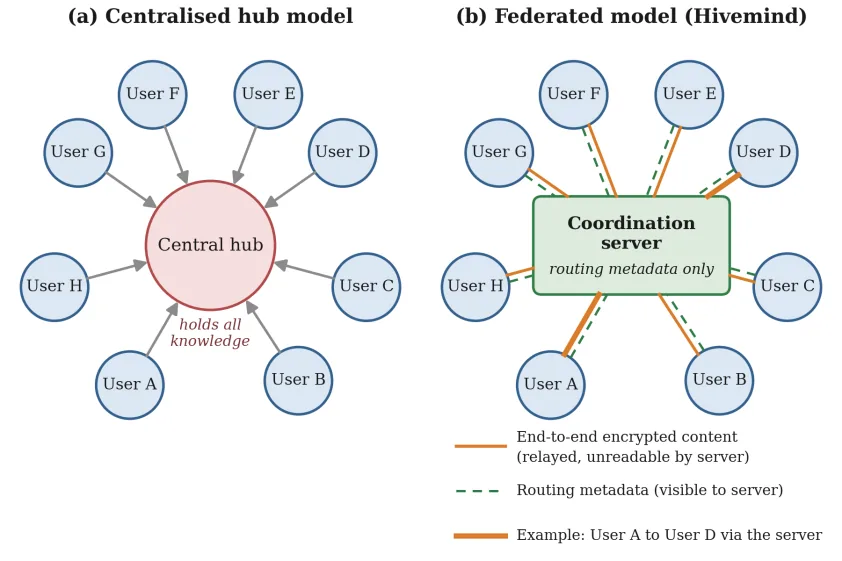 (a) Centralised hub model
User F
User E
User G
User D
Central hub
User H
User C
holds all
knowledge
User A
User B
(b) Federated model (Hivemind)
User F
User E
User G
User D
Coordination
server
routing metadata only
User H
User C
User A
User B
End-to-end encrypted content
(relayed, unreadable by server)
Routing metadata (visible to server)
Example: User A to User D via the server